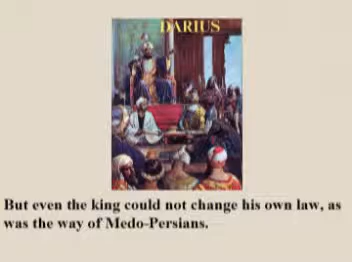 DARIUS
But even the king could not change his own law, as
was the way of Medo-Persians.